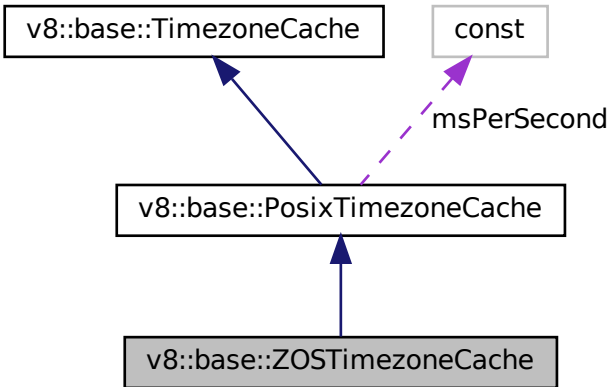 v8::base::TimezoneCache
const
msPerSecond
v8::base::PosixTimezoneCache
v8::base::ZOSTimezoneCache